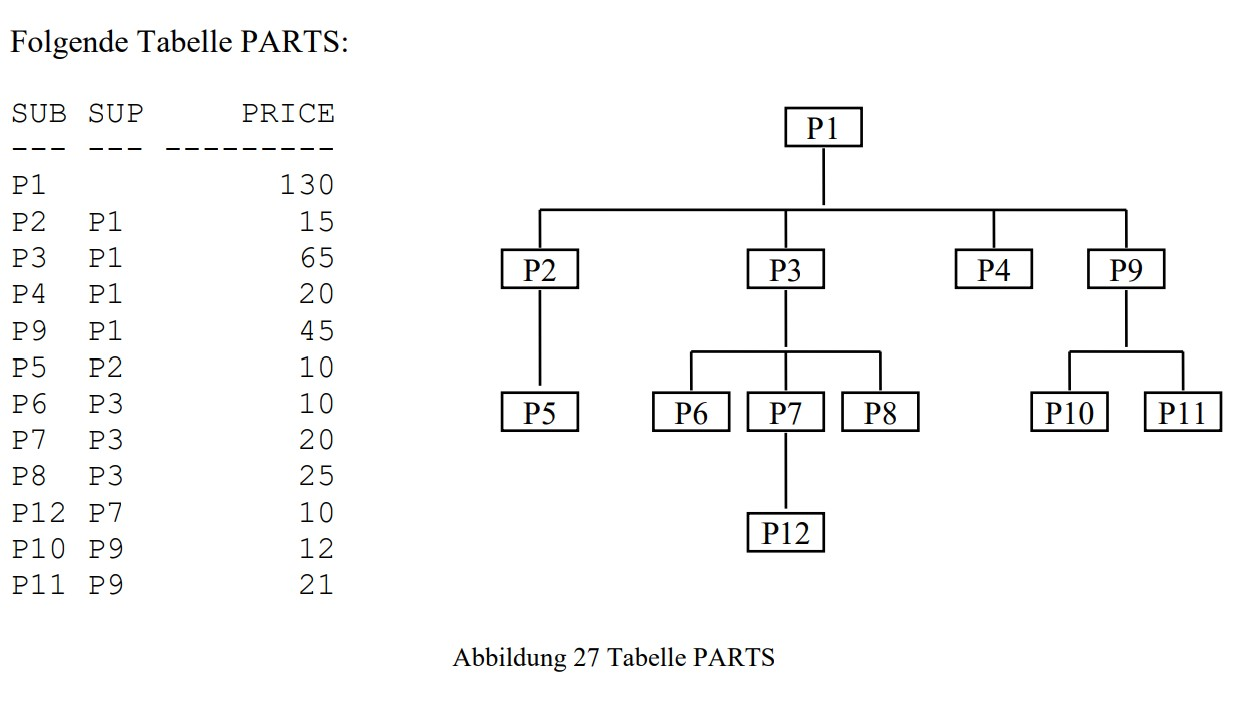 Folgende Tabelle PARTS:
SUB SUP PRICE
--- --- ---------
P1 130
P2 P1 15
P3 P1 65
P4 P1 20
P9 P1 45
P5 P2 10
P6 P3 10
P7 P3 20
P8 P3 25
P12 P7 10
P10 P9 12
P11 P9 21
P1
P2 P3 P4 P9
P5 P6 P7 P8 P10 P11
P12
Abbildung 27 Tabelle PARTS